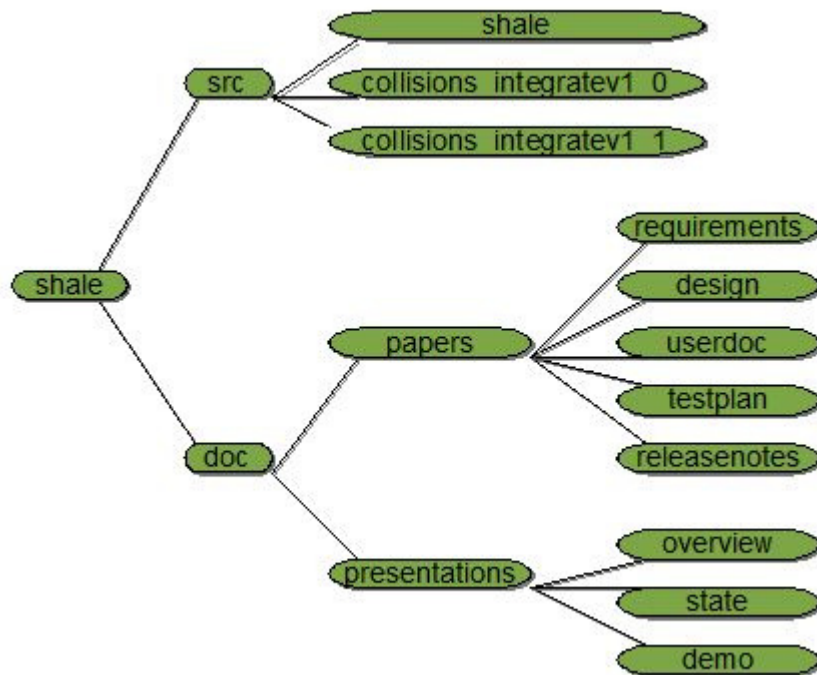 shale
src
collisions integratev1 0
collisions integratev1 1
requirements
shale
design
papers
userdoc
testplan
doc
releasenotes
overview
presentations
state
demo